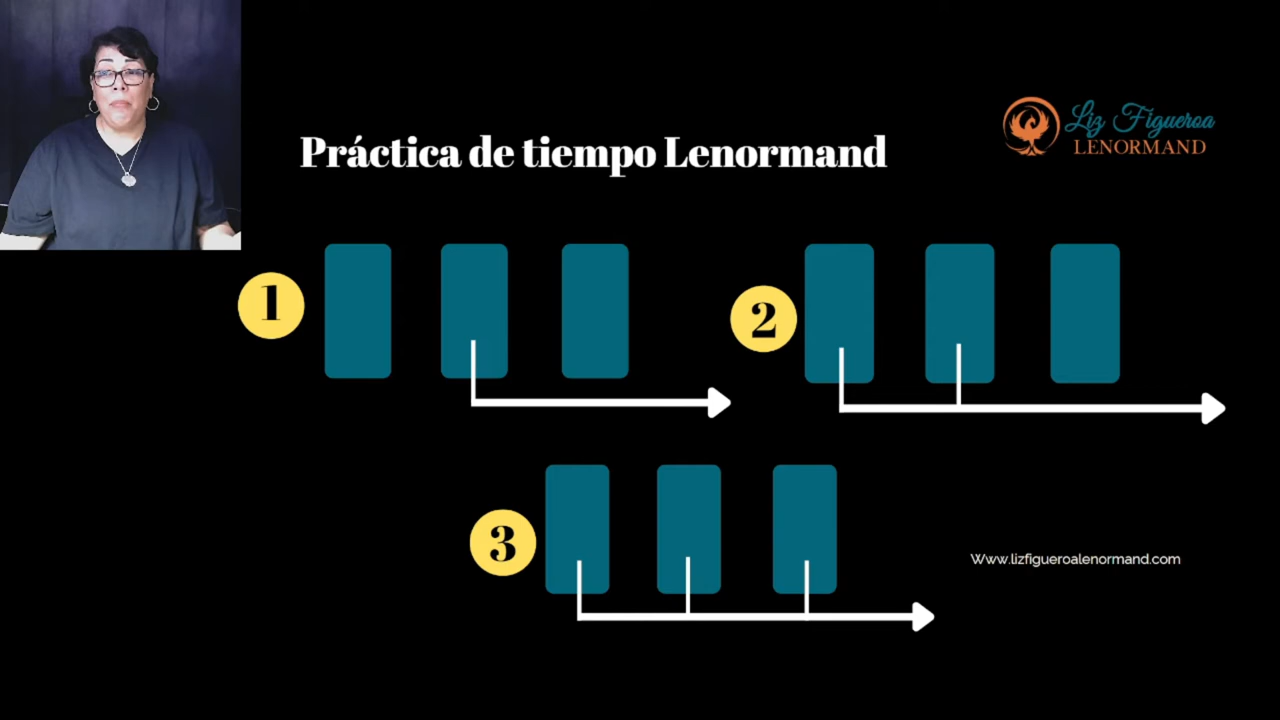 Liz Figueroa
LENORMAND
Práctica de tiempo Lenormand
1
2
3
Www.lizfigueroalenormand.com